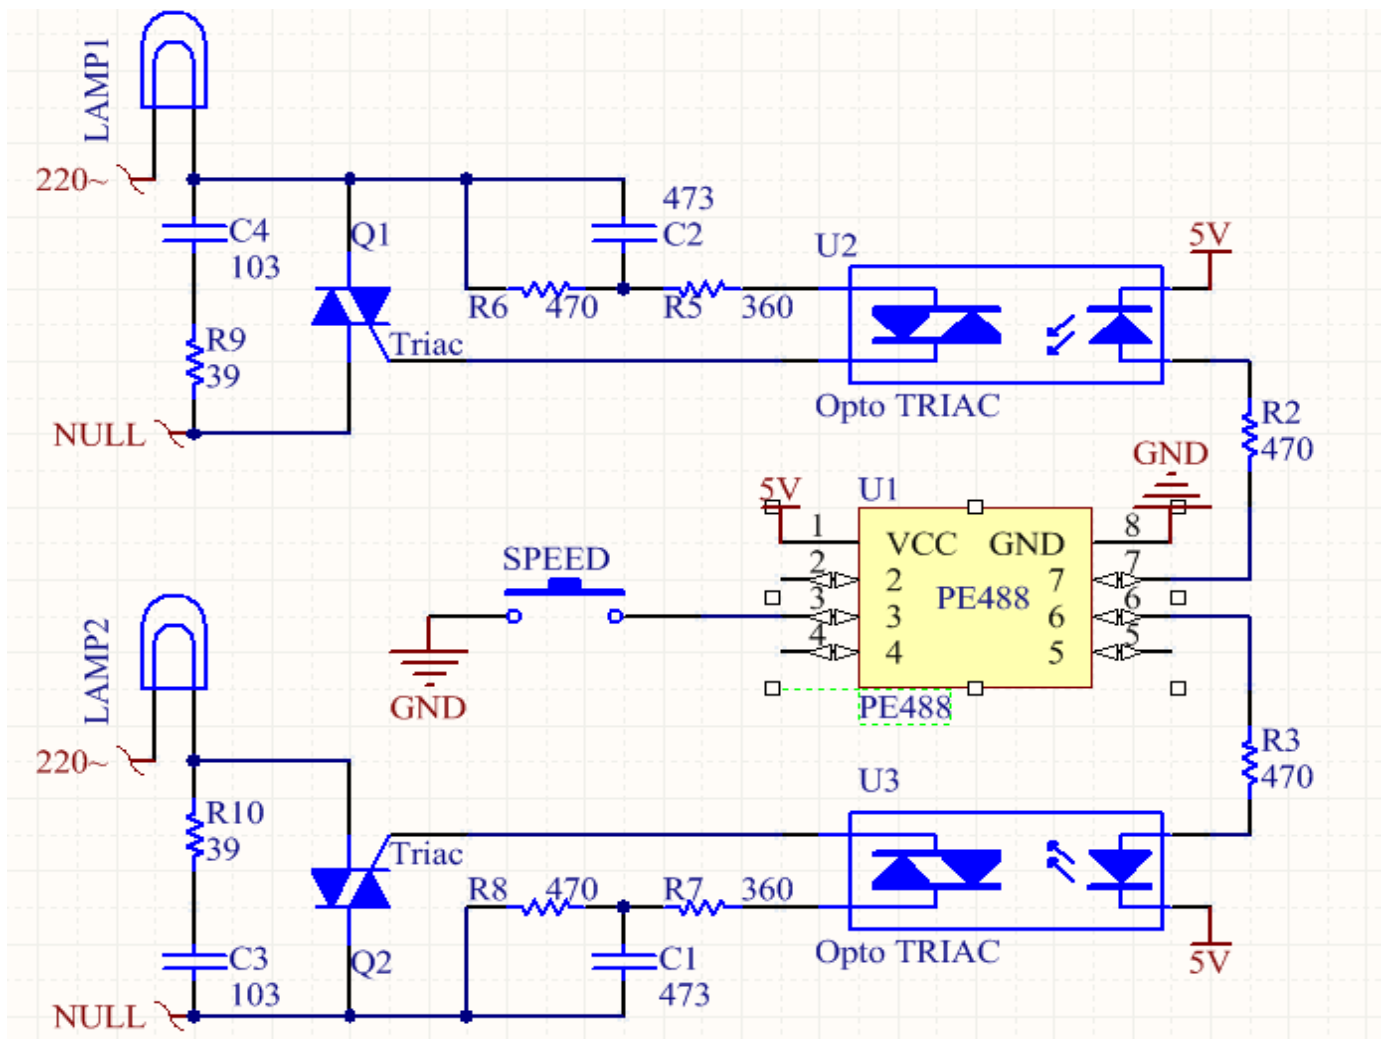 LAMP1
220~
C4
103
Q1
473
C2
U2
5V
R6
470
R5
360
R9
39
Triac
NULL
Opto TRIAC
R2
470
GND
5V
U1
1
VCC
GND
8
2
2
7
7
PE488
SPEED
3
3
6
6
4
4
5
5
GND
PE488
LAMP2
220~
R3
470
U3
R10
39
Triac
R8
470
R7
360
C3
103
Q2
C1
473
Opto TRIAC
5V
NULL